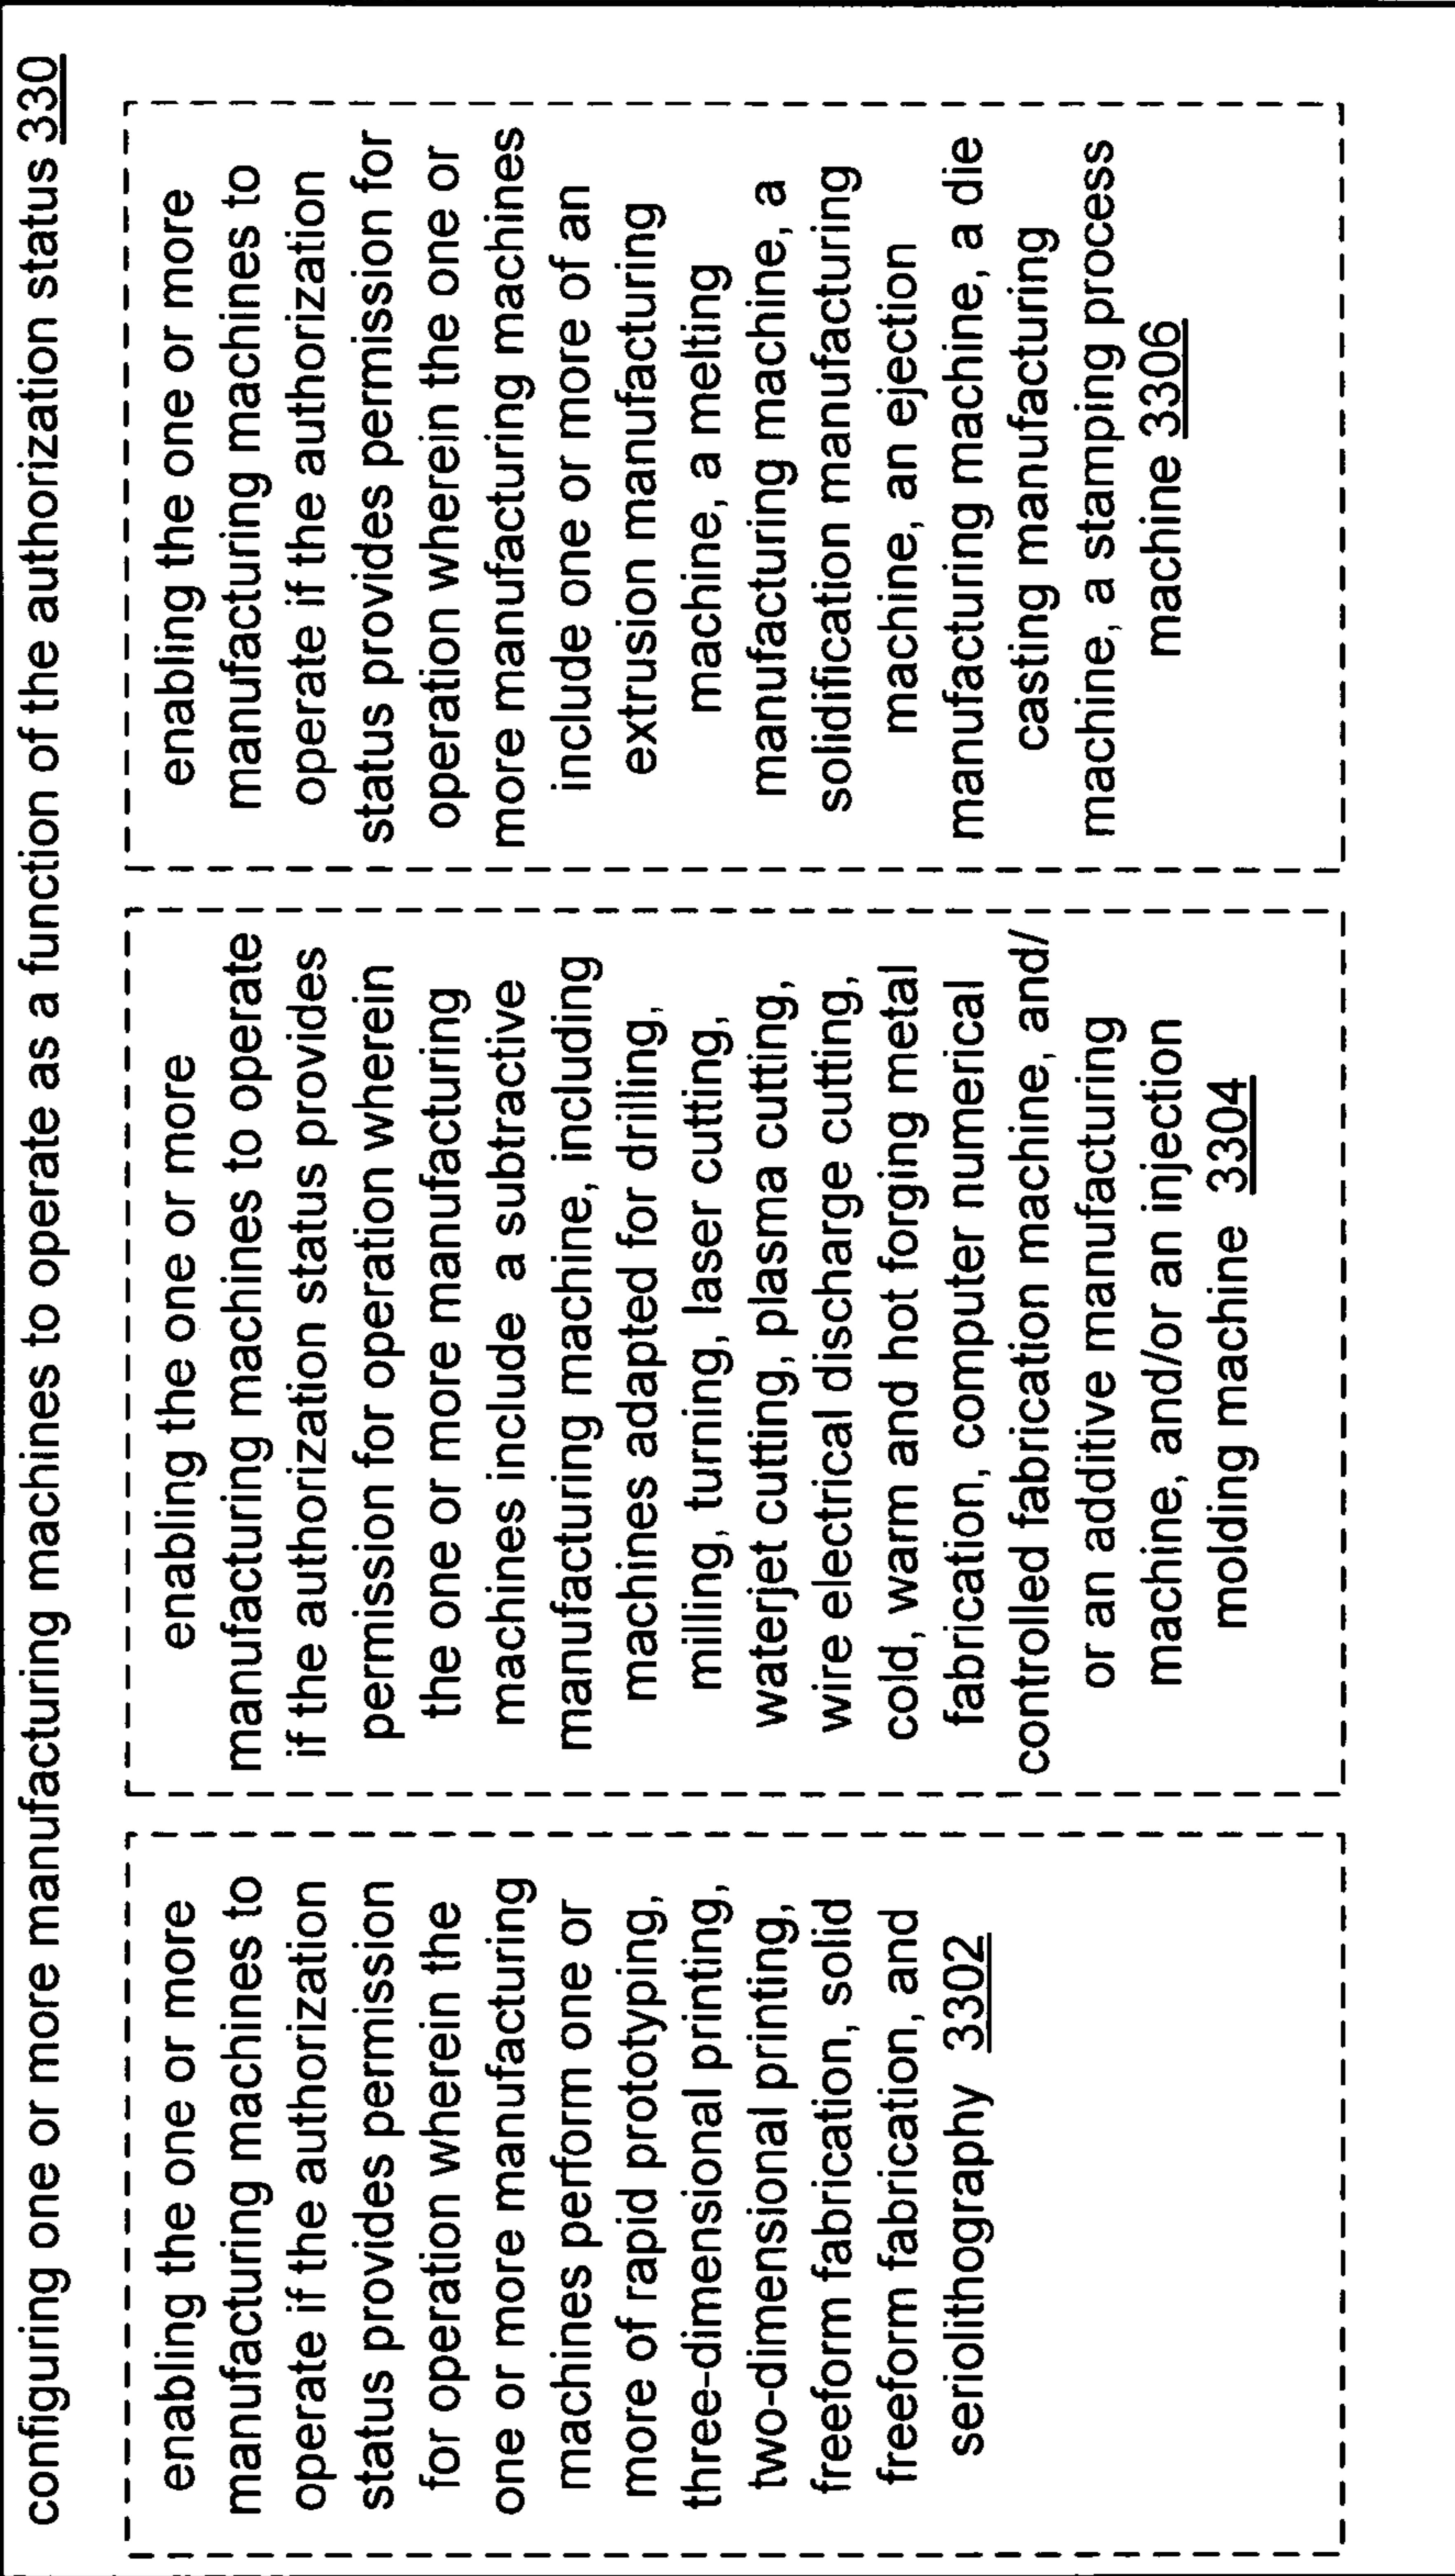 configuring one or more manufacturing machines to operate as a function of the authorization status 330
enabling the one or more
manufacturing machines to
operate if the authorization
status provides permission
for operation wherein the
one or more manufacturing
machines perform one or
more of rapid prototyping,
three-dimensional printing,
two-dimensional printing,
freeform fabrication, solid
freeform fabrication, and
seriolithography 3302
enabling the one or more
manufacturing machines to operate
if the authorization status provides
permission for operation wherein
the one or more manufacturing
machines include a subtractive
manufacturing machine, including
machines adapted for drilling,
milling, turning, laser cutting,
waterjet cutting, plasma cutting,
wire electrical discharge cutting,
cold, warm and hot forging metal
fabrication, computer numerical
controlled fabrication machine, and/
or an additive manufacturing
machine, and/or an injection
molding machine 3304
enabling the one or more
manufacturing machines to
operate if the authorization
status provides permission for
operation wherein the one or
more manufacturing machines
include one or more of an
extrusion manufacturing
machine, a melting
manufacturing machine, a
solidification manufacturing
machine, an ejection
manufacturing machine, a die
casting manufacturing
machine, a stamping process
machine 3306